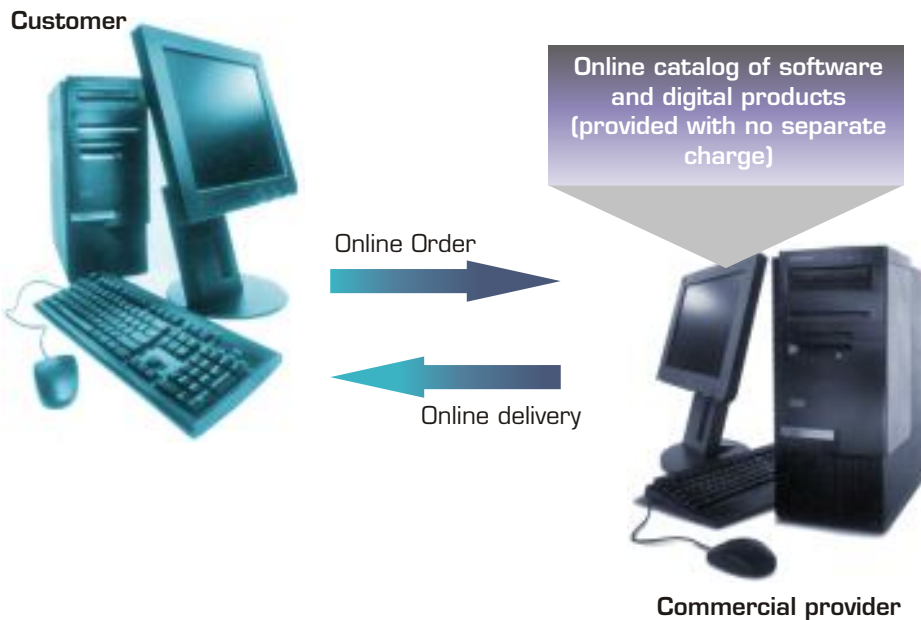 Customer
Online catalog of software
and digital products
(provided with no separate
charge)
Online Order
Online delivery
Commercial provider